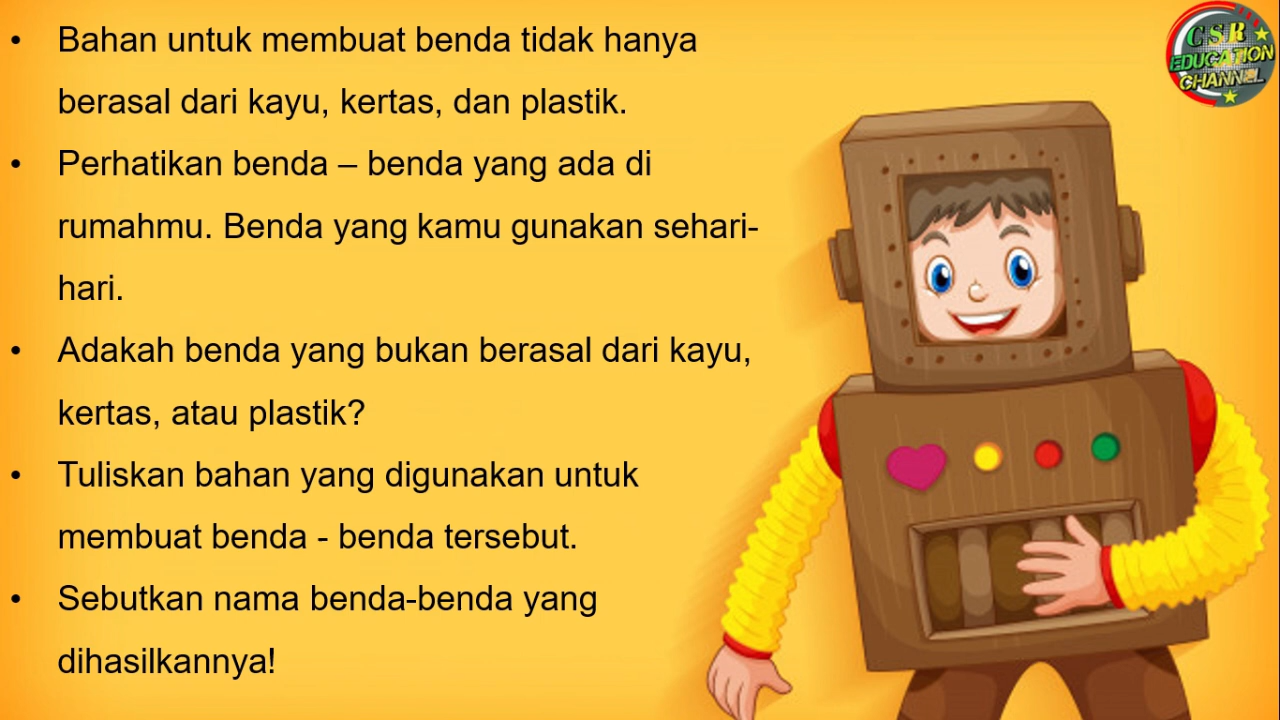 • Bahan untuk membuat benda tidak hanya
berasal dari kayu, kertas, dan plastik.
• Perhatikan benda – benda yang ada di
rumahmu. Benda yang kamu gunakan sehari-
hari.
• Adakah benda yang bukan berasal dari kayu,
kertas, atau plastik?
• Tuliskan bahan yang digunakan untuk
membuat benda - benda tersebut.
• Sebutkan nama benda-benda yang
dihasilkannya!
GSR
EDUCATION
CHANNEL